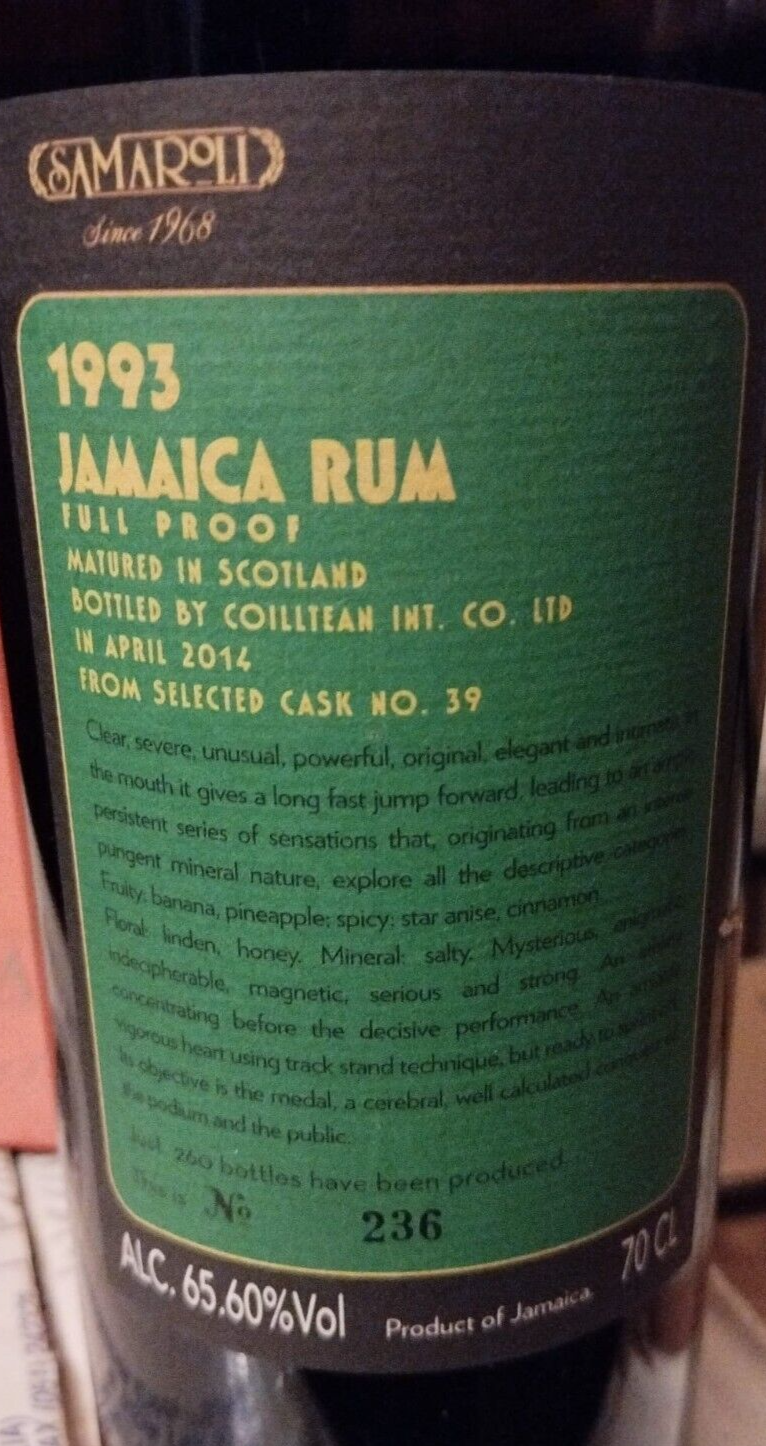 SAMAROLI
Since 1968
1993
JAMAICA RUM
FULL PROOF
MATURED IN SCOTLAND
BOTTLED BY COILLTEAN INT. CO. LTD
IN APRIL 2014
FROM SELECTED CASK NO. 39
Clear, severe, unusual, powerful, original, elegant and
the mouth it gives a long fast jump forward, leading to an
persistent series of sensations that, originating from an
pungent mineral nature, explore all the descriptive categories.
Fruity: banana, pineapple; spicy: star anise, cinnamon.
Floral: linden, honey. Mineral: salty. Mysterious, enigmatic,
indecipherable, magnetic, serious and strong. An
concentrating before the decisive performance. An
vigorous heart using track stand technique, but ready to
Its objective is the medal, a cerebral, well calculated
the podium and the public.
Just 260 bottles have been produced...
This is No 236
ALC. 65.60%Vol
Product of Jamaica.
70 CL